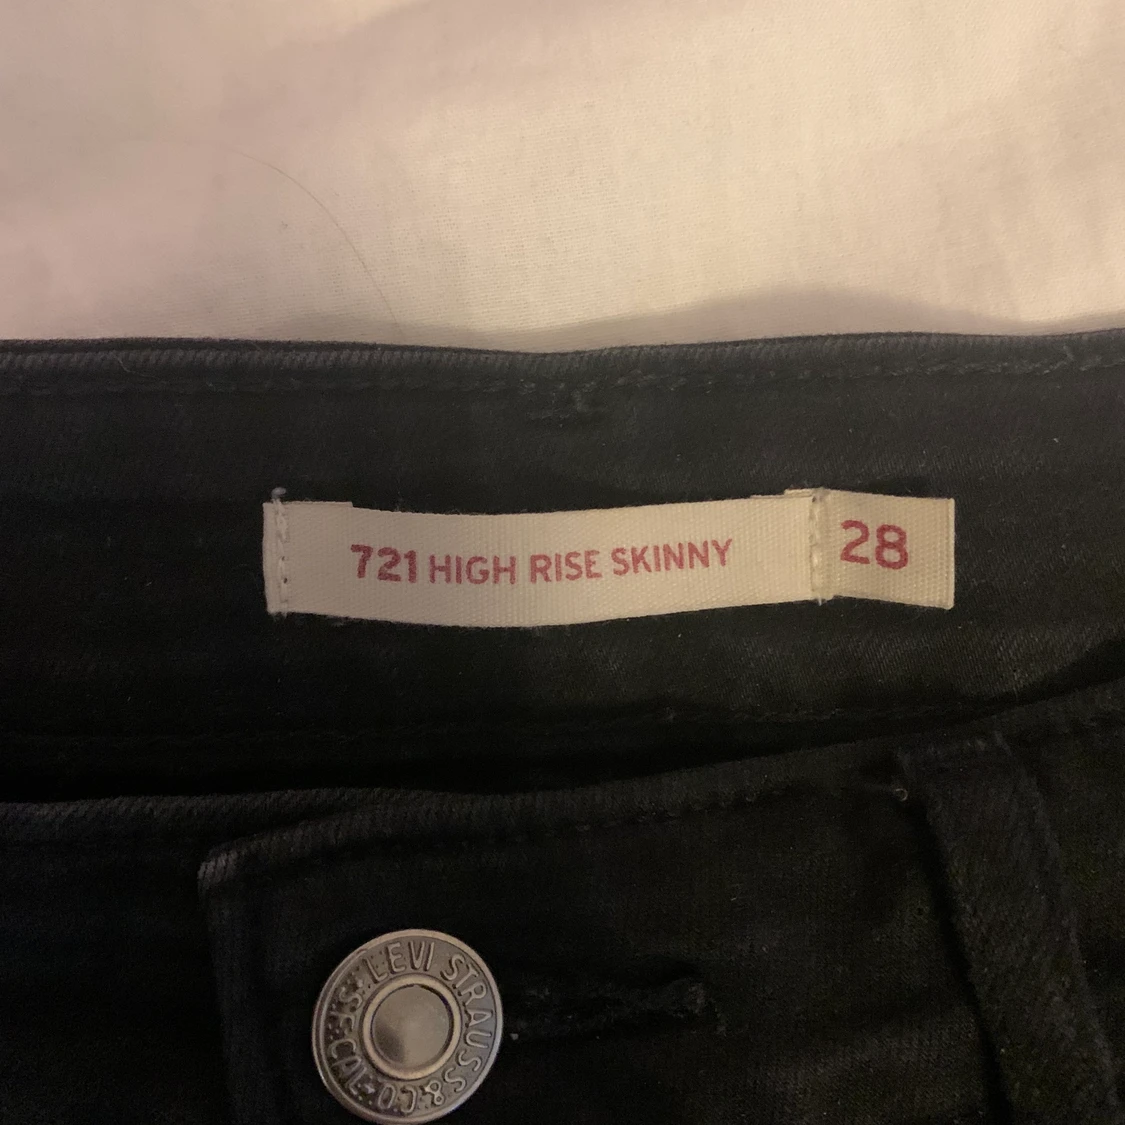 721 HIGH RISE SKINNY
28
LEVI STRAUSS & CO. S.F. CAL.